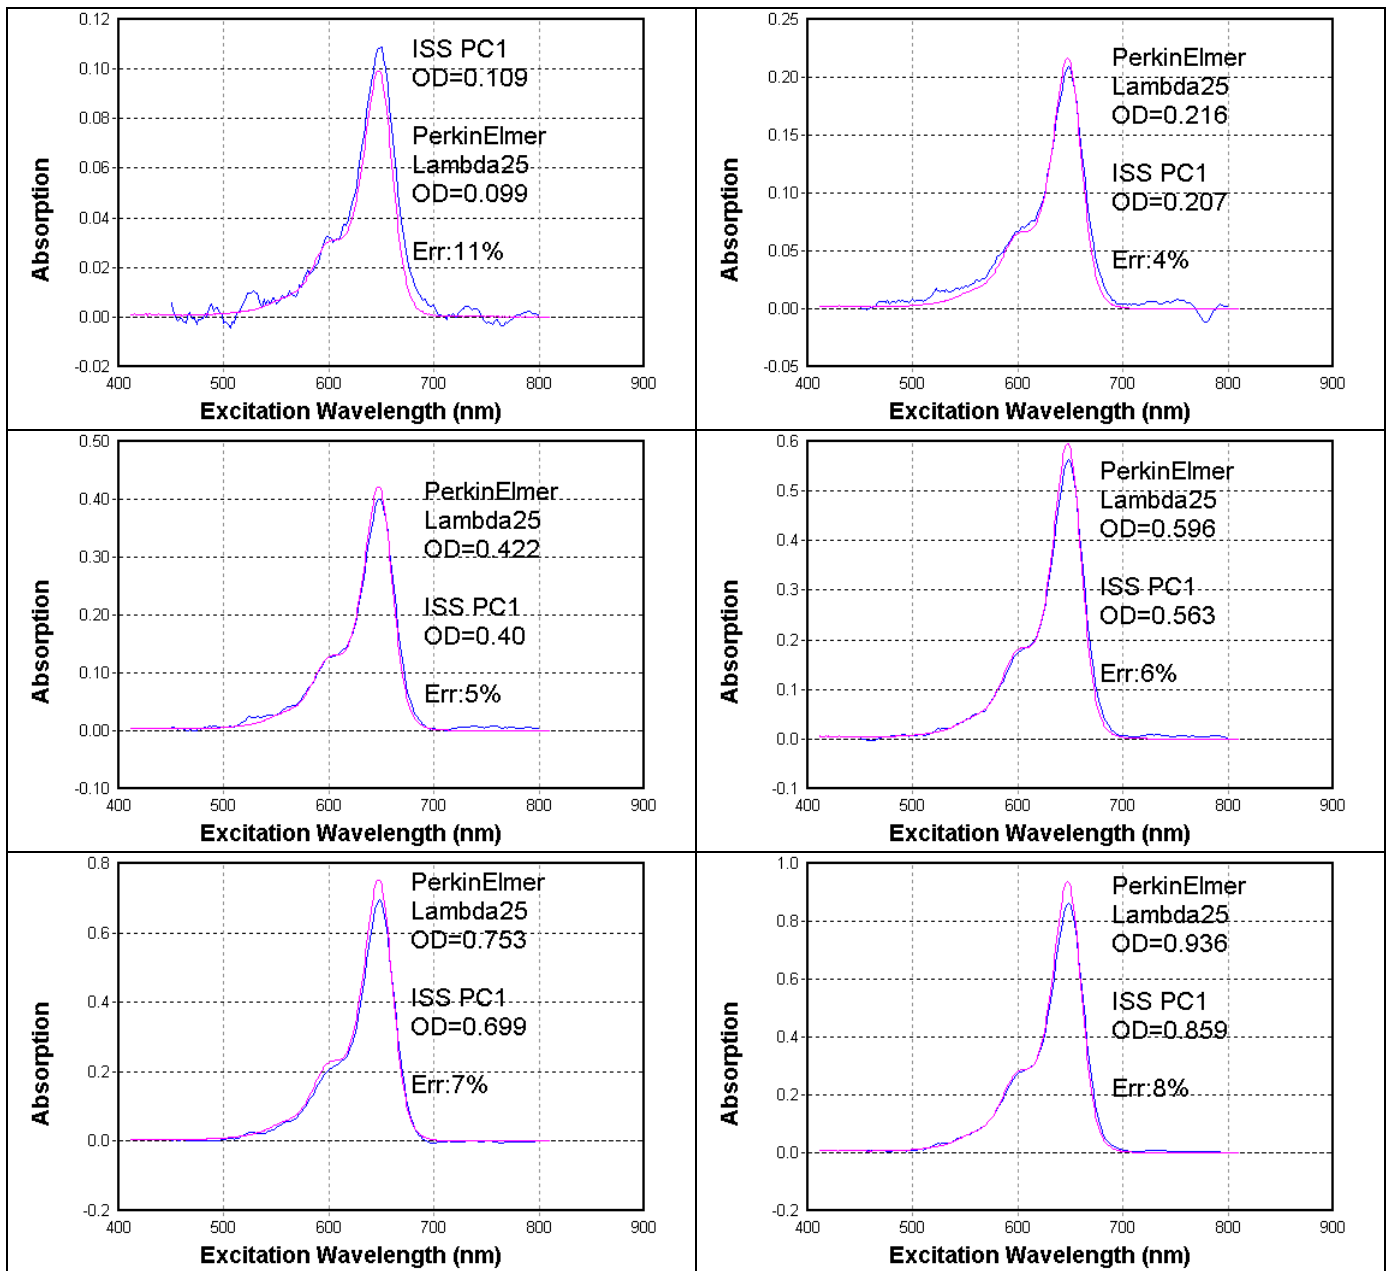 0.12
0.10
0.08
0.06
0.04
0.02
0.00
-0.02
400 500 600 700 800 900
Absorption
Excitation Wavelength (nm)
ISS PC1
OD=0.109
PerkinElmer
Lambda25
OD=0.099
Err:11%
0.25
0.20
0.15
0.10
0.05
0.00
-0.05
400 500 600 700 800 900
Absorption
Excitation Wavelength (nm)
PerkinElmer
Lambda25
OD=0.216
ISS PC1
OD=0.207
Err:4%
0.50
0.40
0.30
0.20
0.10
0.00
-0.10
400 500 600 700 800 900
Absorption
Excitation Wavelength (nm)
PerkinElmer
Lambda25
OD=0.422
ISS PC1
OD=0.40
Err:5%
0.6
0.5
0.4
0.3
0.2
0.1
0.0
-0.1
400 500 600 700 800 900
Absorption
Excitation Wavelength (nm)
PerkinElmer
Lambda25
OD=0.596
ISS PC1
OD=0.563
Err:6%
0.8
0.6
0.4
0.2
0.0
-0.2
400 500 600 700 800 900
Absorption
Excitation Wavelength (nm)
PerkinElmer
Lambda25
OD=0.753
ISS PC1
OD=0.699
Err:7%
1.0
0.8
0.6
0.4
0.2
0.0
-0.2
400 500 600 700 800 900
Absorption
Excitation Wavelength (nm)
PerkinElmer
Lambda25
OD=0.936
ISS PC1
OD=0.859
Err:8%